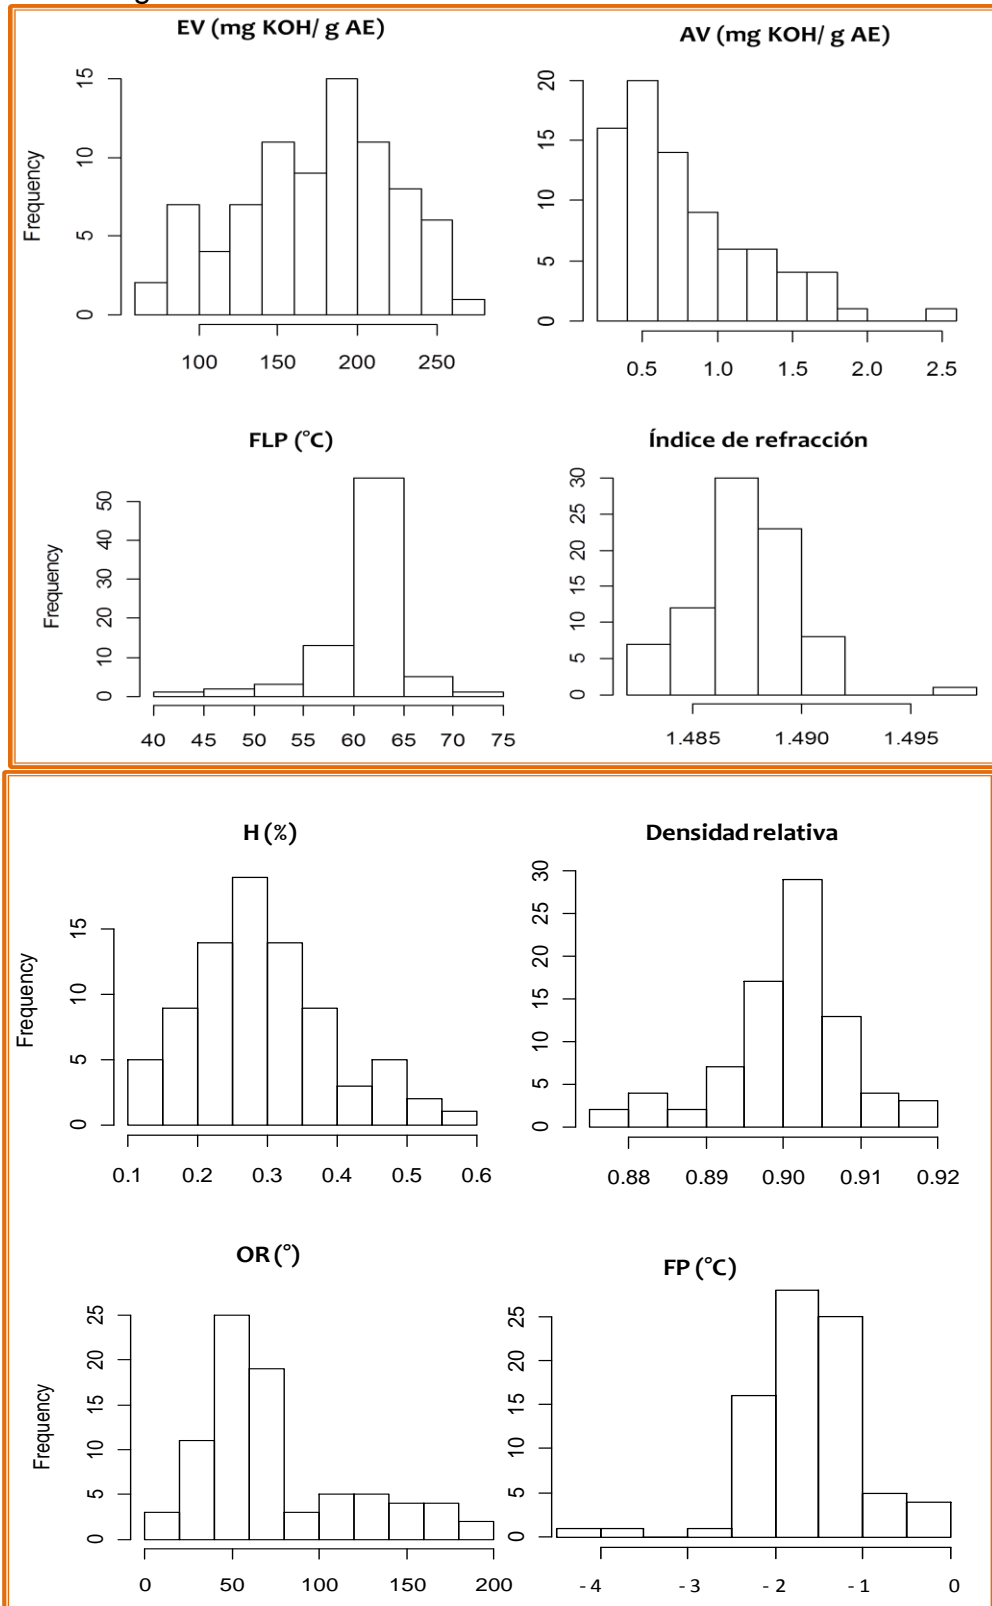 g
EV (mg KOH/ g AE)
AV (mg KOH/ g AE)
Frequency
0 5 10 15
100 150 200 250
0 5 10 15 20
0.5 1.0 1.5 2.0 2.5
FLP (°C)
Índice de refracción
Frequency
0 10 20 30 40 50
40 45 50 55 60 65 70 75
0 5 10 15 20 25 30
1.485 1.490 1.495
H (%)
Densidad relativa
Frequency
0 5 10 15
0.1 0.2 0.3 0.4 0.5 0.6
0 5 10 15 20 25 30
0.88 0.89 0.90 0.91 0.92
OR (°)
FP (°C)
Frequency
0 5 10 15 20 25
0 50 100 150 200
0 5 10 15 20 25
-4 -3 -2 -1 0